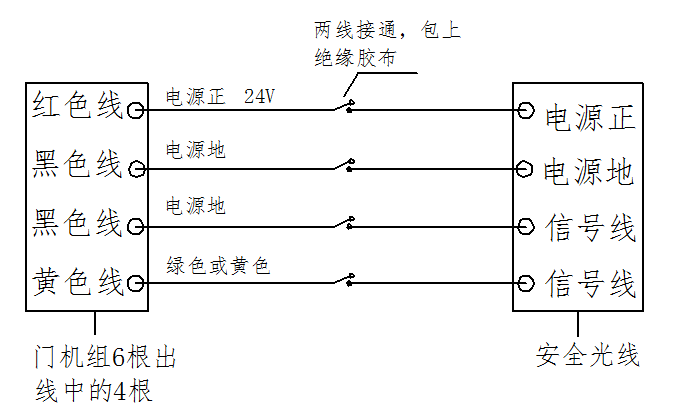 两线接通，包上
绝缘胶布
红色线
电源正 24V
电源正
黑色线
电源地
电源地
黑色线
电源地
信号线
黄色线
绿色或黄色
信号线
门机组6根出
线中的4根
安全光线